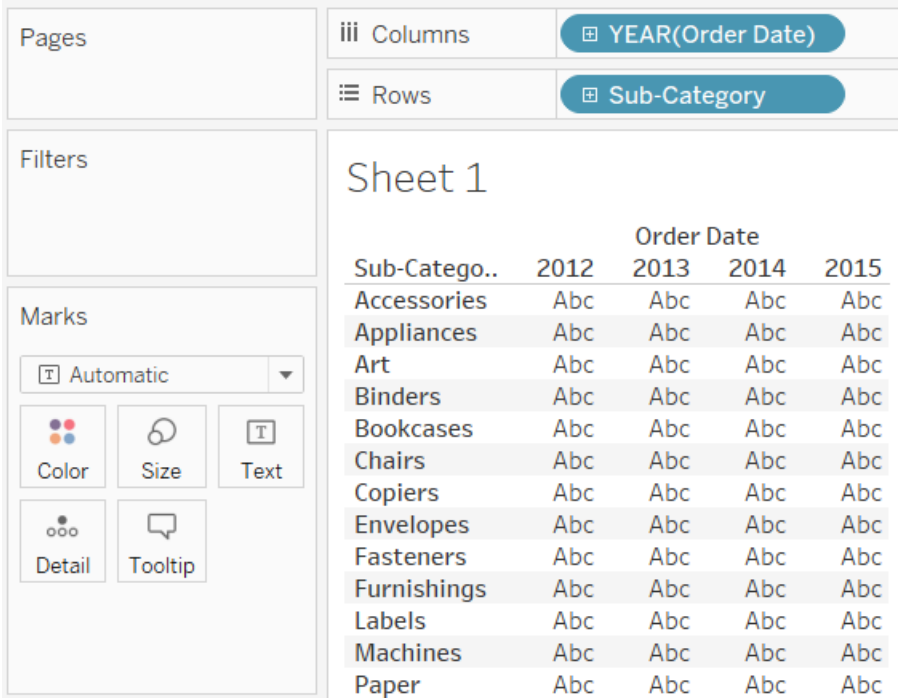 Pages
Columns
YEAR(Order Date)
Rows
Sub-Category
Filters
Marks
T Automatic
Color
Size
T
Text
Detail
Tooltip
Sheet 1
Order Date
Sub-Catego.. 2012 2013 2014 2015
Accessories Abc Abc Abc Abc
Appliances Abc Abc Abc Abc
Art Abc Abc Abc Abc
Binders Abc Abc Abc Abc
Bookcases Abc Abc Abc Abc
Chairs Abc Abc Abc Abc
Copiers Abc Abc Abc Abc
Envelopes Abc Abc Abc Abc
Fasteners Abc Abc Abc Abc
Furnishings Abc Abc Abc Abc
Labels Abc Abc Abc Abc
Machines Abc Abc Abc Abc
Paper Abc Abc Abc Abc